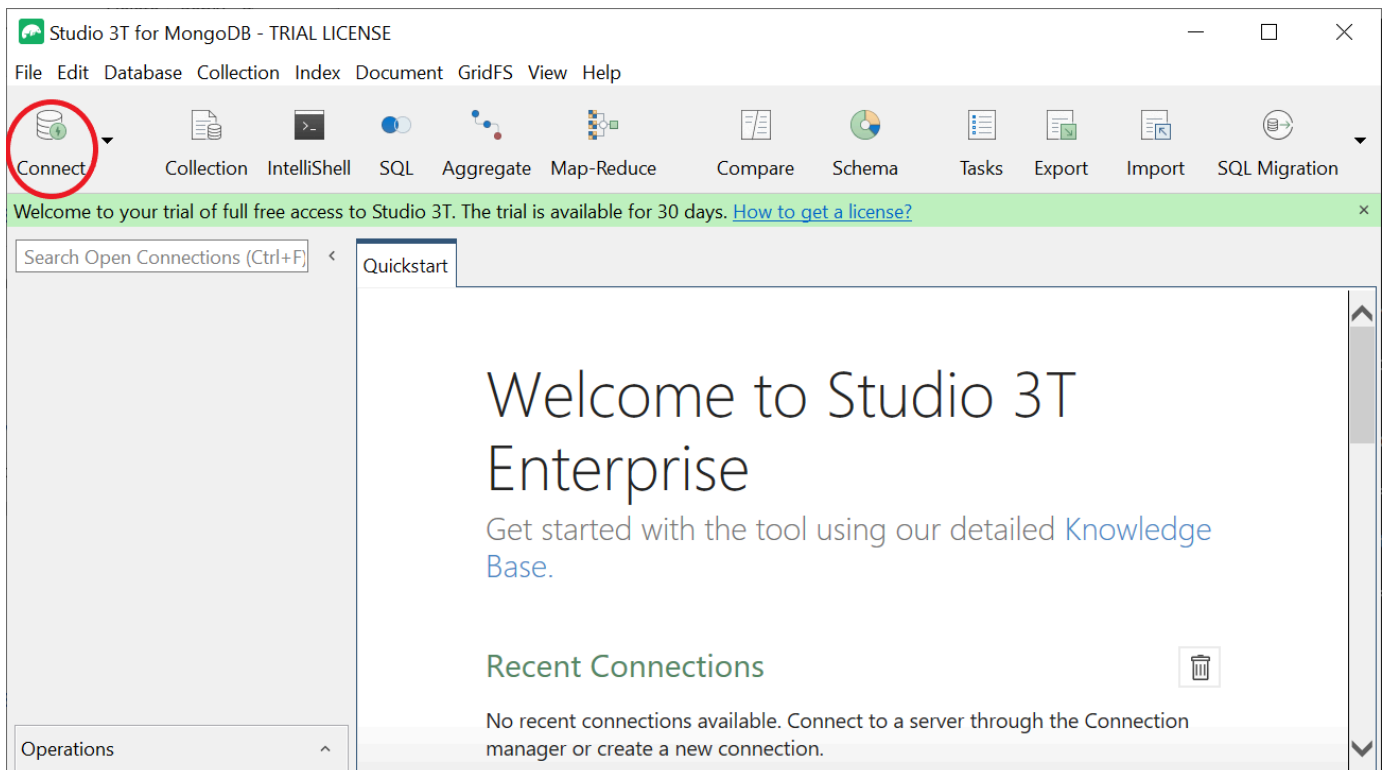 Studio 3T for MongoDB - TRIAL LICENSE
File Edit Database Collection Index Document GridFS View Help
Connect Collection IntelliShell SQL Aggregate Map-Reduce Compare Schema Tasks Export Import SQL Migration
Welcome to your trial of full free access to Studio 3T. The trial is available for 30 days. How to get a license?
Search Open Connections (Ctrl+F)
Quickstart
Welcome to Studio 3T
Enterprise
Get started with the tool using our detailed Knowledge
Base.
Recent Connections
No recent connections available. Connect to a server through the Connection
manager or create a new connection.
Operations